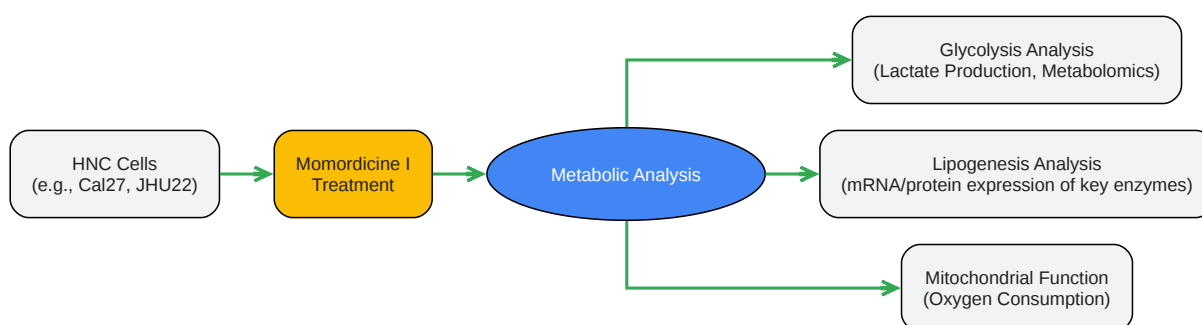 HNC Cells
(e.g., Cal27, JHU22)
Momordicine I
Treatment
Metabolic Analysis
Glycolysis Analysis
(Lactate Production, Metabolomics)
Lipogenesis Analysis
(mRNA/protein expression of key enzymes)
Mitochondrial Function
(Oxygen Consumption)